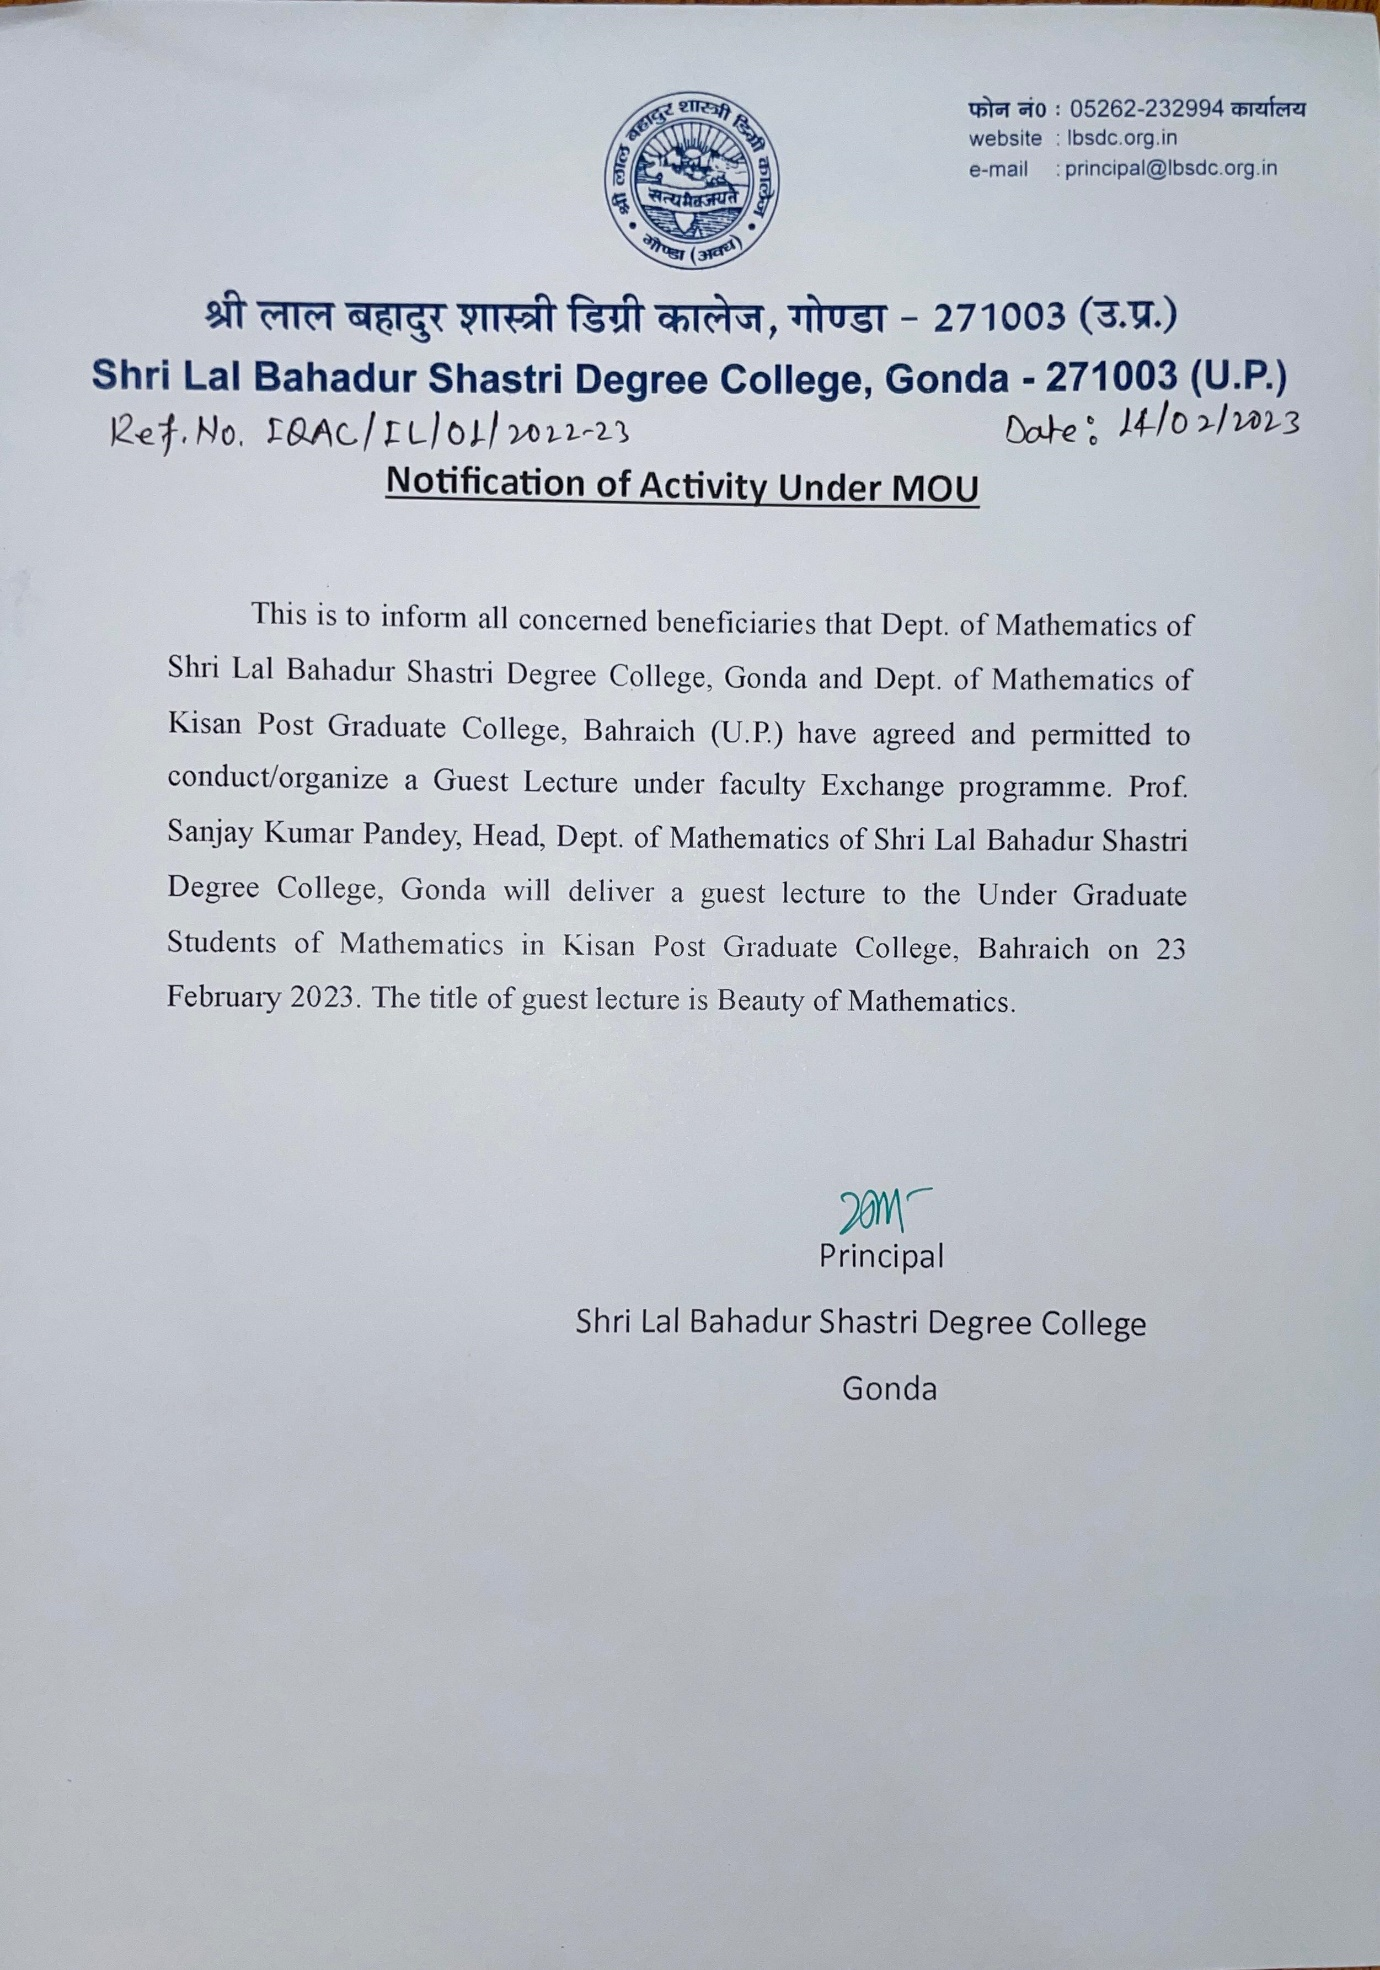 श्री लाल बहादुर शास्त्री डिग्री कालेज
सत्यमेव जयते
गोण्डा (अवध)
फोन नं० : 05262-232994 कार्यालय
website : lbsdc.org.in
e-mail : principal@lbsdc.org.in
श्री लाल बहादुर शास्त्री डिग्री कालेज, गोण्डा - 271003 (उ.प्र.)
Shri Lal Bahadur Shastri Degree College, Gonda - 271003 (U.P.)
Ref. No. IQAC/IL/01/2022-23 Date: 14/02/2023
Notification of Activity Under MOU
This is to inform all concerned beneficiaries that Dept. of Mathematics of
Shri Lal Bahadur Shastri Degree College, Gonda and Dept. of Mathematics of
Kisan Post Graduate College, Bahraich (U.P.) have agreed and permitted to
conduct/organize a Guest Lecture under faculty Exchange programme. Prof.
Sanjay Kumar Pandey, Head, Dept. of Mathematics of Shri Lal Bahadur Shastri
Degree College, Gonda will deliver a guest lecture to the Under Graduate
Students of Mathematics in Kisan Post Graduate College, Bahraich on 23
February 2023. The title of guest lecture is Beauty of Mathematics.
Principal
Shri Lal Bahadur Shastri Degree College
Gonda